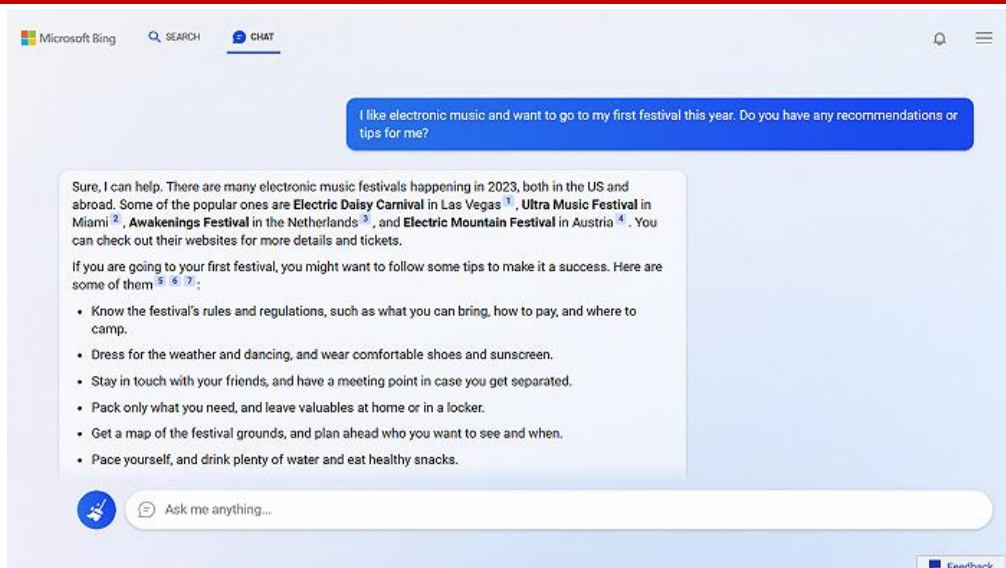 Microsoft Bing
SEARCH
CHAT
I like electronic music and want to go to my first festival this year. Do you have any recommendations or
tips for me?
Sure, I can help. There are many electronic music festivals happening in 2023, both in the US and
abroad. Some of the popular ones are Electric Daisy Carnival in Las Vegas 1 , Ultra Music Festival in
Miami 2 , Awakenings Festival in the Netherlands 3 , and Electric Mountain Festival in Austria 4 . You
can check out their websites for more details and tickets.
If you are going to your first festival, you might want to follow some tips to make it a success. Here are
some of them 5 6 7 :
• Know the festival's rules and regulations, such as what you can bring, how to pay, and where to
camp.
• Dress for the weather and dancing, and wear comfortable shoes and sunscreen.
• Stay in touch with your friends, and have a meeting point in case you get separated.
• Pack only what you need, and leave valuables at home or in a locker.
• Get a map of the festival grounds, and plan ahead who you want to see and when.
• Pace yourself, and drink plenty of water and eat healthy snacks.
Ask me anything...
Feedback